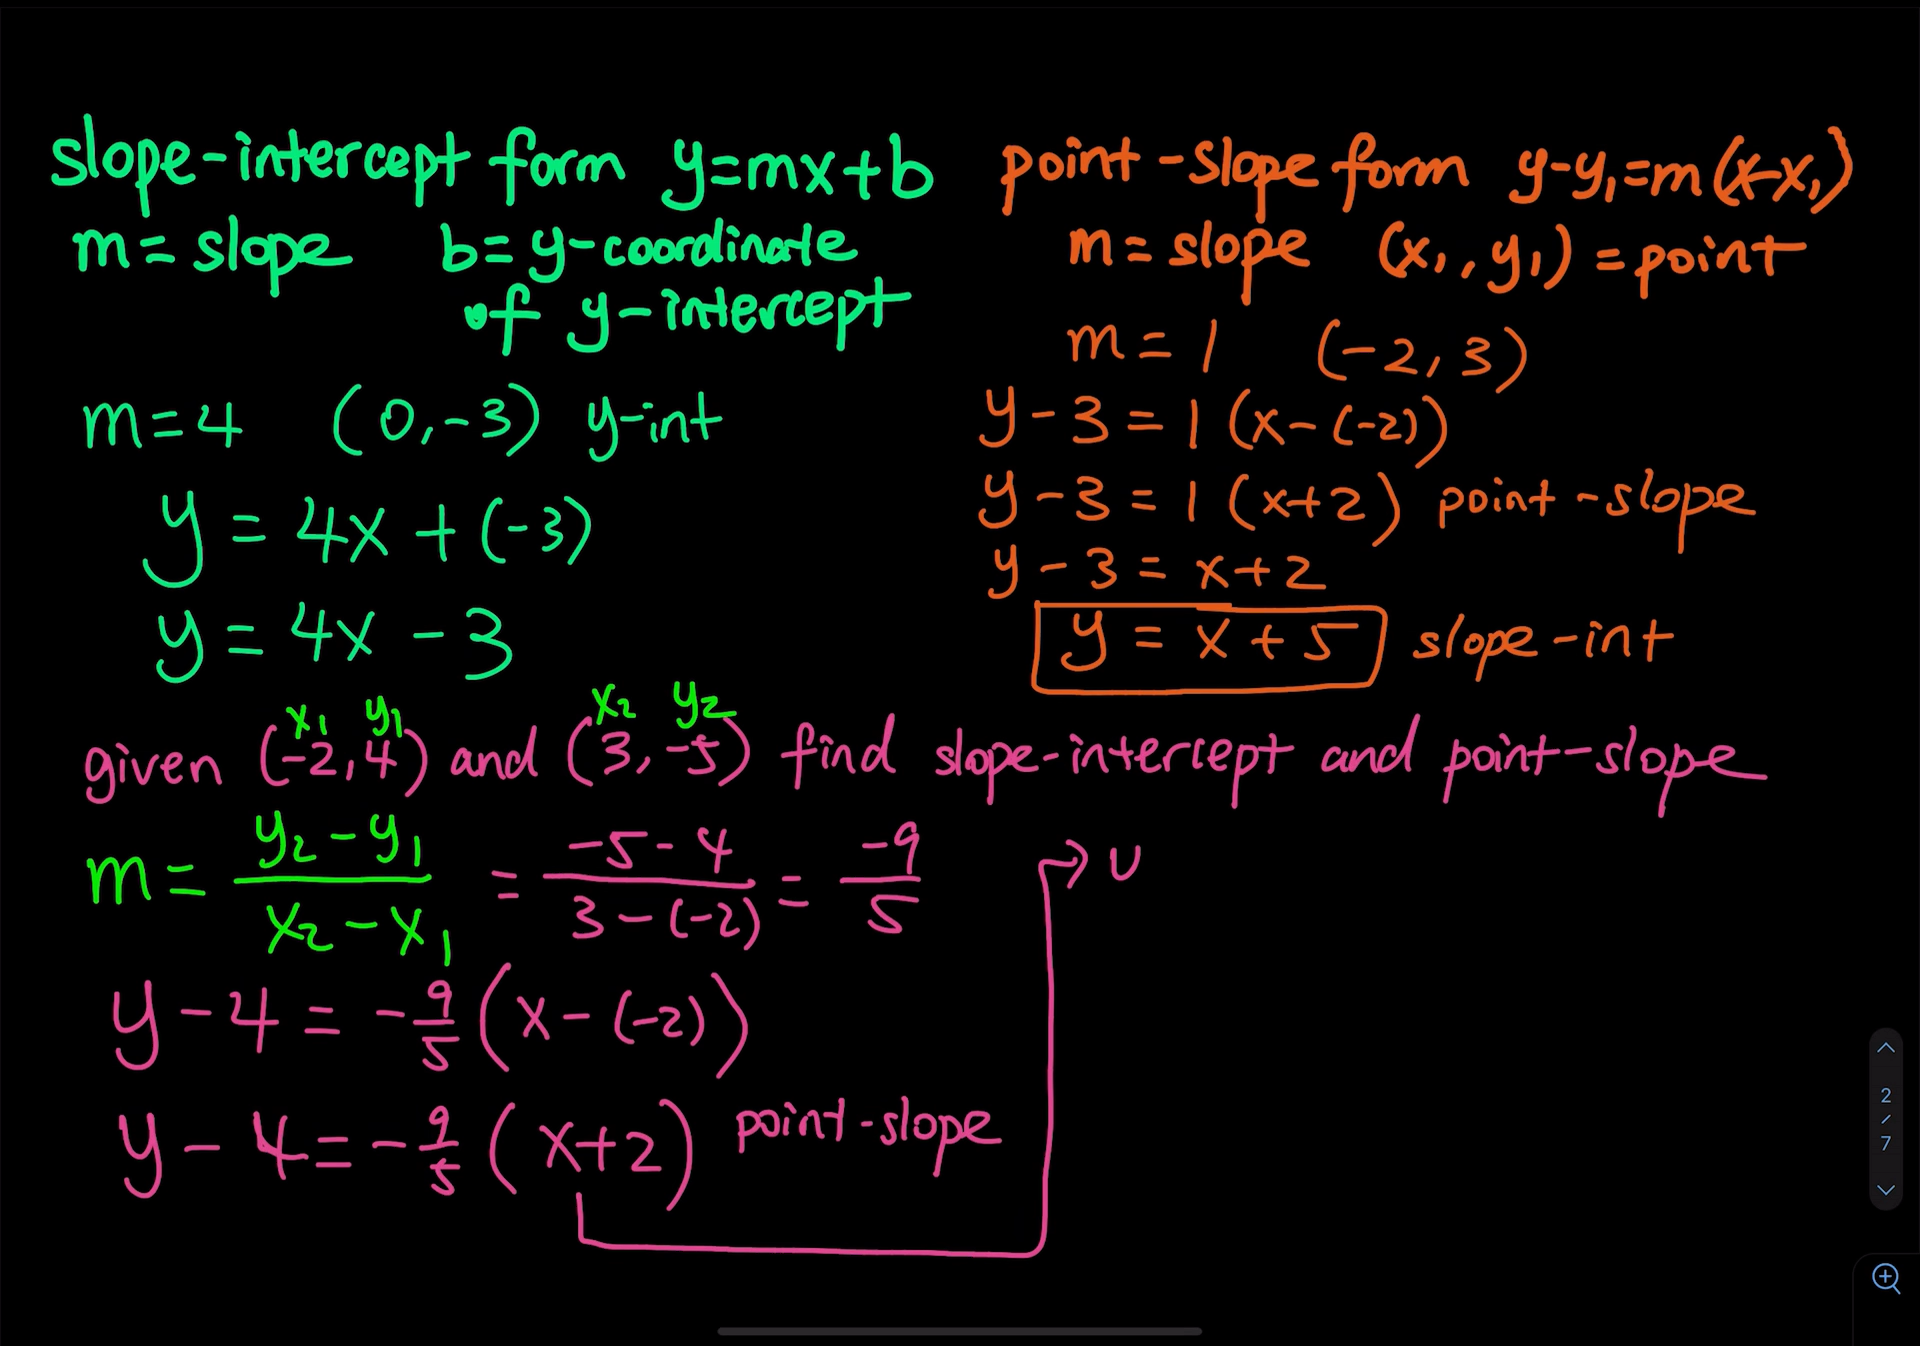 slope-intercept form y=mx+b
m= slope b= y-coordinate
of y-intercept
m=4 (0,-3) y-int
y = 4x + (-3)
y = 4x - 3
point-slope form y-y₁=m(x-x₁)
m= slope (x₁, y₁) = point
m= 1 (-2, 3)
y - 3 = 1 (x- (-2))
y - 3 = 1 (x+2) point-slope
y - 3 = x+2
y = x + 5 slope-int
x₁ y₁ x₂ y₂
given (-2,4) and (3,-5) find slope-intercept and point-slope
m= (y₂-y₁)/(x₂-x₁) = (-5-4)/(3-(-2)) = -9/5
y-4 = -9/5 (x-(-2))
y-4 = -9/5 (x+2) point-slope
2
/
7